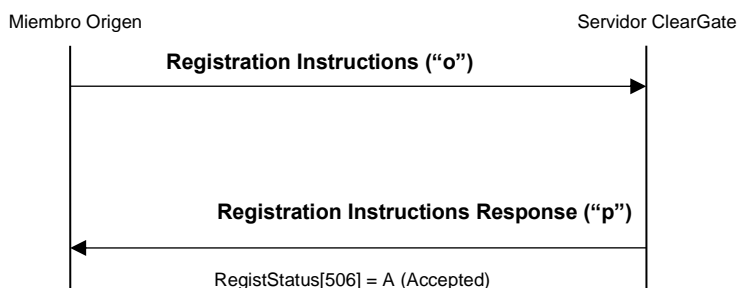 Miembro Origen
Servidor ClearGate
Registration Instructions (“o”)
Registration Instructions Response (“p”)
RegistStatus[506] = A (Accepted)